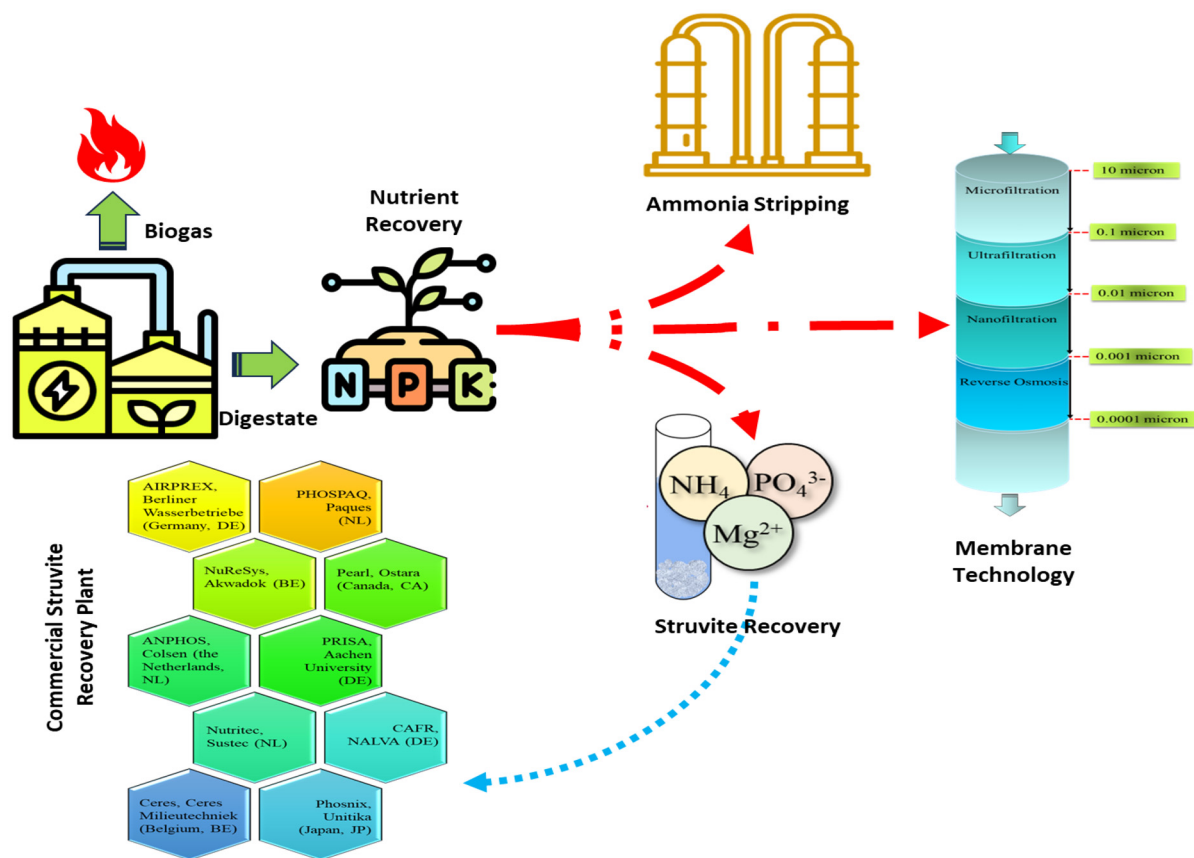 Biogas
Digestate
Nutrient
Recovery
N P K
Ammonia Stripping
Microfiltration
Ultrafiltration
Nanofiltration
Reverse Osmosis
10 micron
0.1 micron
0.01 micron
0.001 micron
0.0001 micron
Membrane
Technology
NH₄
PO₄³⁻
Mg²⁺
Struvite Recovery
Commercial Struvite
Recovery Plant
AIRPREX,
Berliner
Wasserbetriebe
(Germany, DE)
PHOSPAQ,
Paques
(NL)
NuReSys,
Akwadok (BE)
Pearl, Ostara
(Canada, CA)
ANPHOS,
Colsen (the
Netherlands,
NL)
PRISA,
Aachen
University
(DE)
Nutritec,
Sustec (NL)
CAFR,
NALVA (DE)
Ceres, Ceres
Milieutechniek
(Belgium, BE)
Phosnix,
Unitika
(Japan, JP)